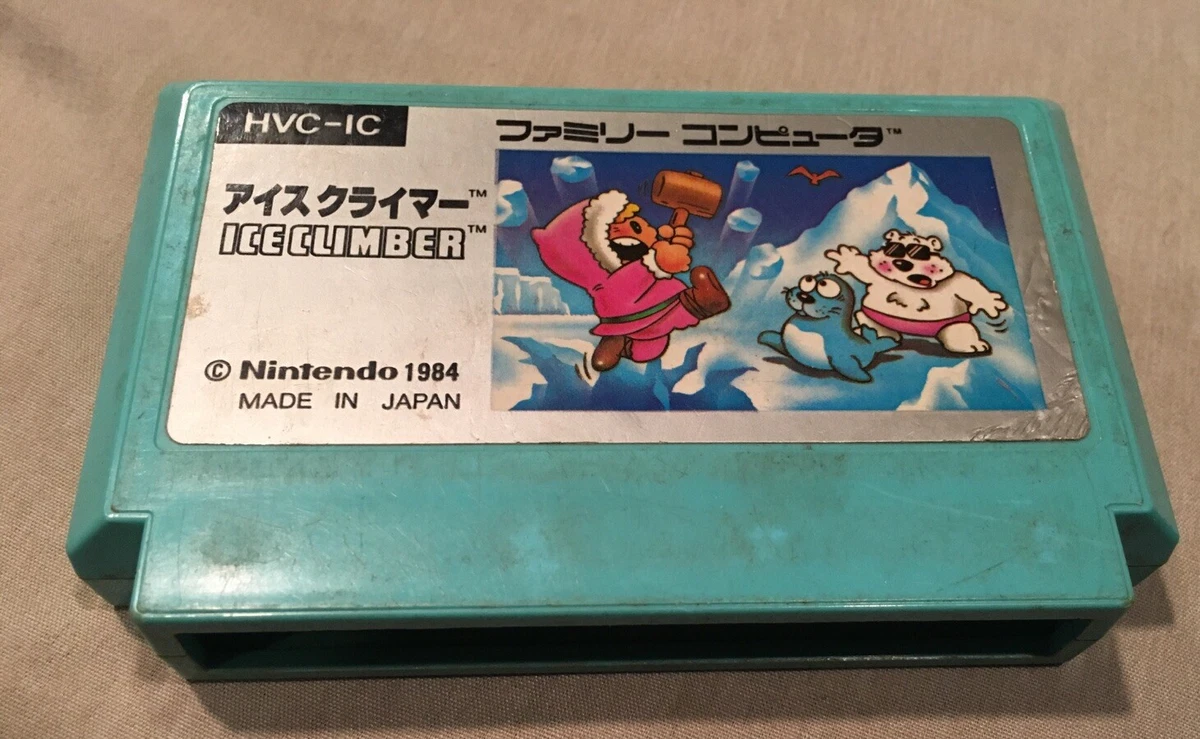 HVC-IC
ファミリー コンピュータ™
アイスクライマー™
ICE CLIMBER™
© Nintendo 1984
MADE IN JAPAN